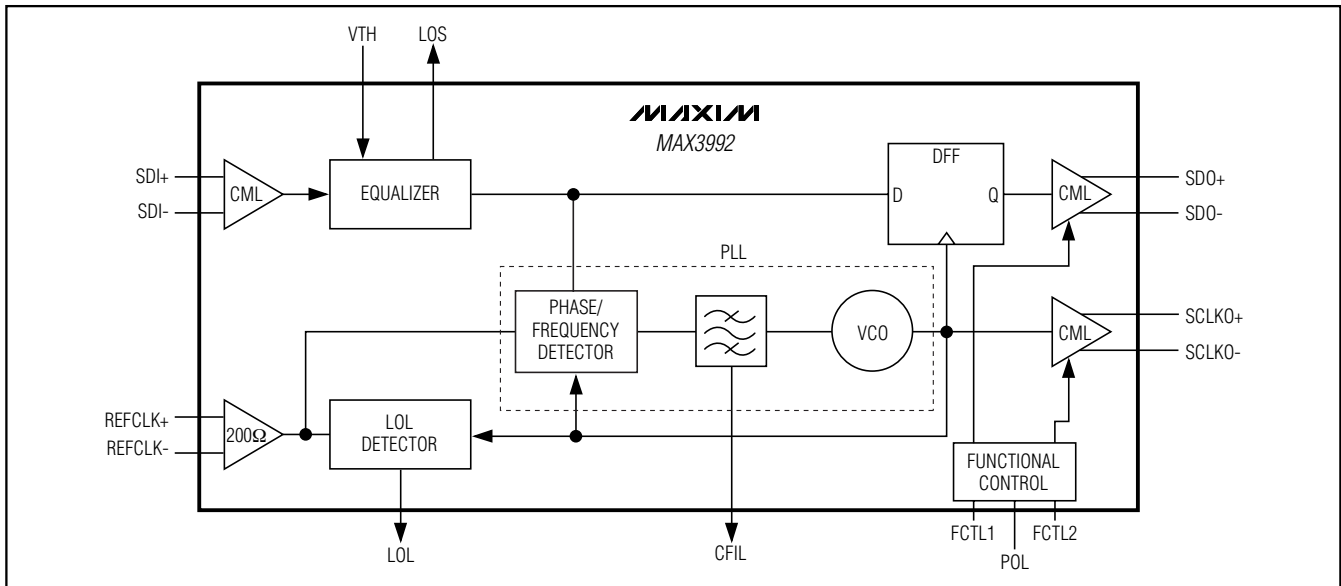 VTH LOS
MAXIM
MAX3992
DFF
SDI+
SDI-
CML
EQUALIZER
D Q
CML
SDO+
SDO-
PLL
PHASE/
FREQUENCY
DETECTOR
VCO
CML
SCLKO+
SCLKO-
REFCLK+
REFCLK-
200Ω
LOL
DETECTOR
FUNCTIONAL
CONTROL
LOL
CFIL
FCTL1
POL
FCTL2